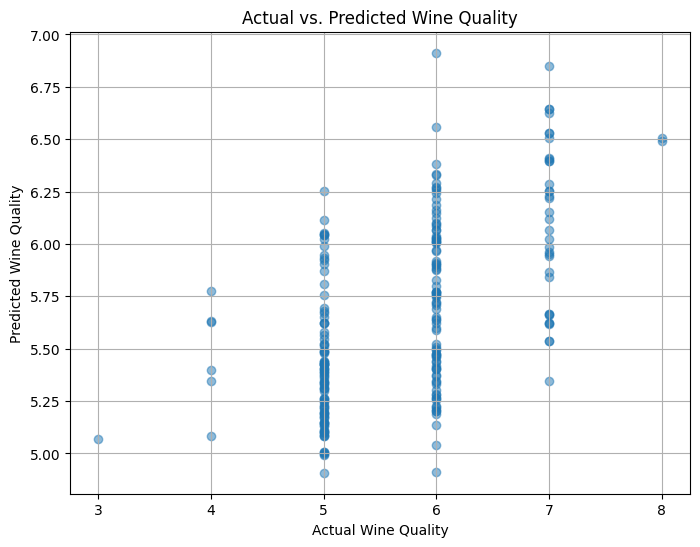 Actual vs. Predicted Wine Quality
7.00
6.75
6.50
6.25
6.00
5.75
5.50
5.25
5.00
Predicted Wine Quality
3 4 5 6 7 8
Actual Wine Quality